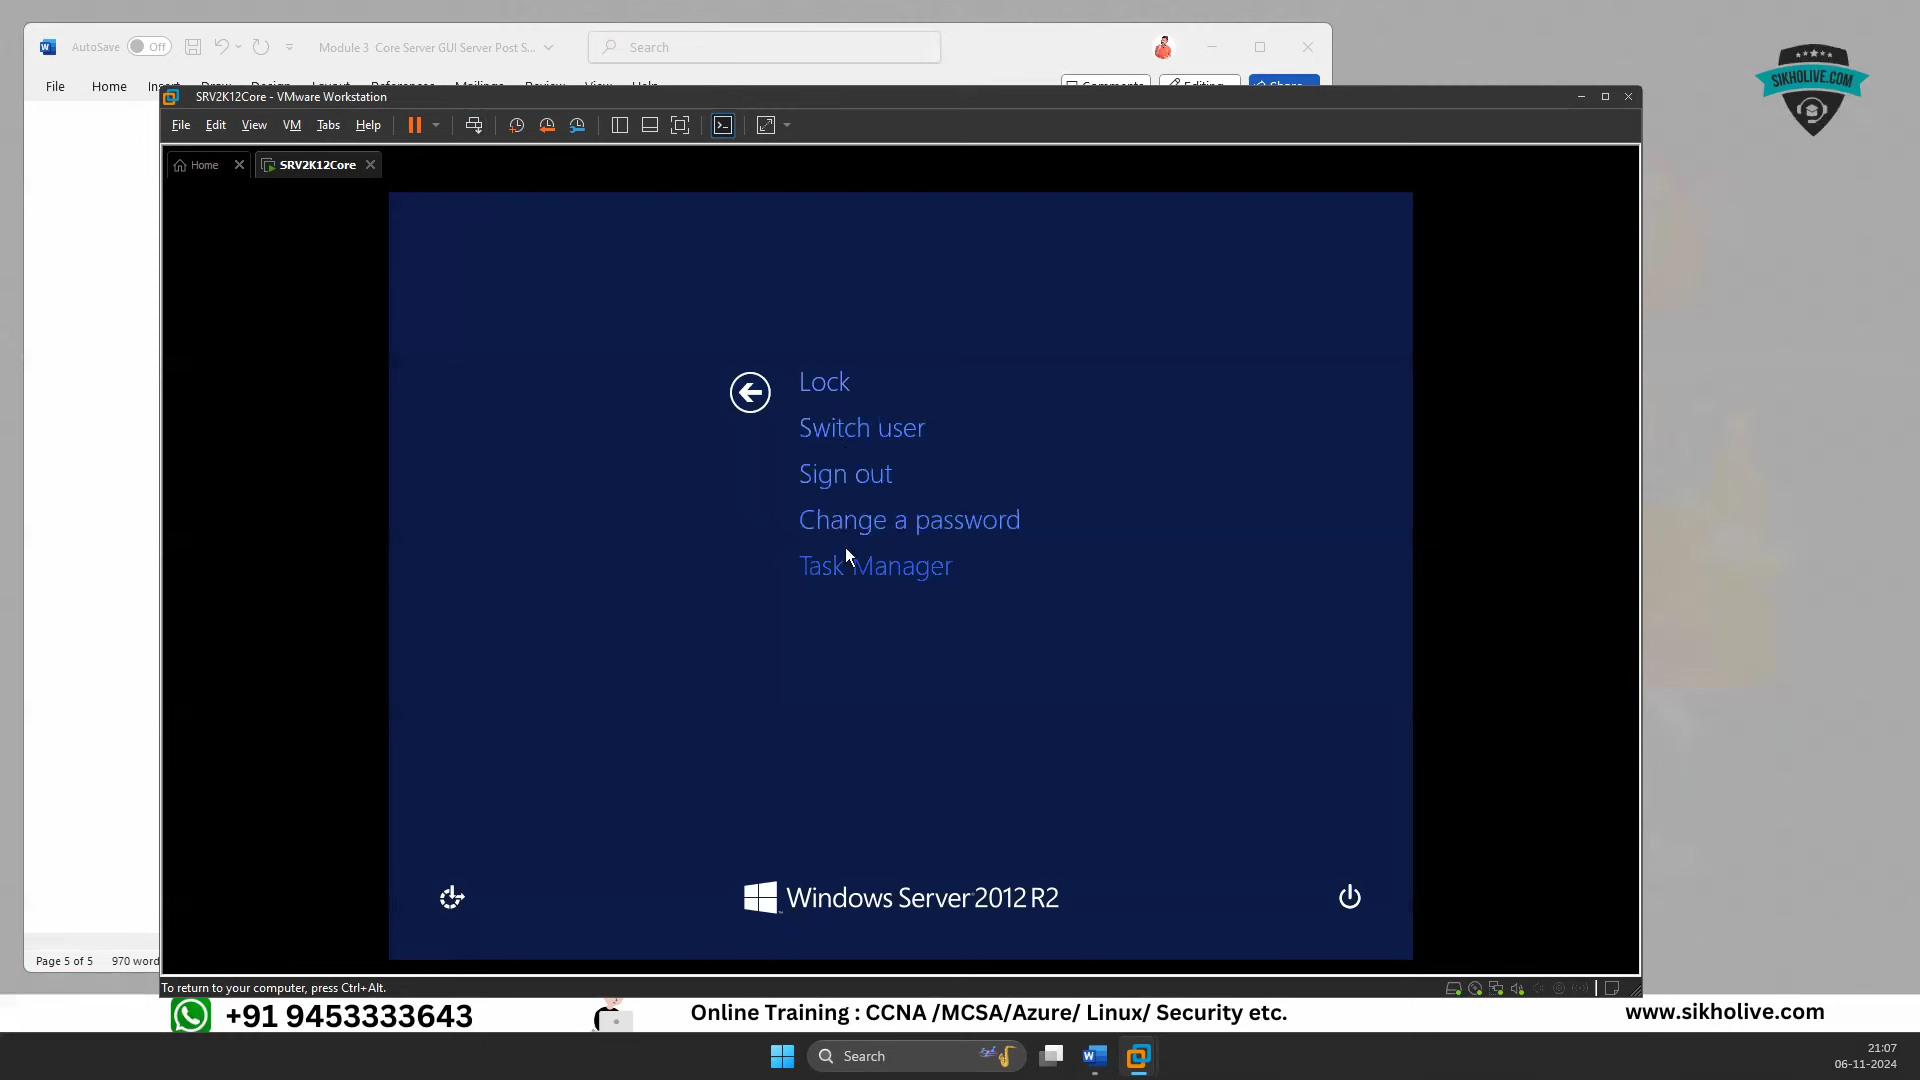 AutoSave Off Module 3 Core Server GUI Server Post S... Search
File Home
SRV2K12Core - VMware Workstation
File Edit View VM Tabs Help
Home SRV2K12Core
Lock
Switch user
Sign out
Change a password
Task Manager
Windows Server 2012 R2
Page 5 of 5 970 word
To return to your computer, press Ctrl+Alt.
+91 9453333643 Online Training : CCNA /MCSA/Azure/ Linux/ Security etc. www.sikholive.com
Search
21:07
06-11-2024
SIKHOLIVE.COM